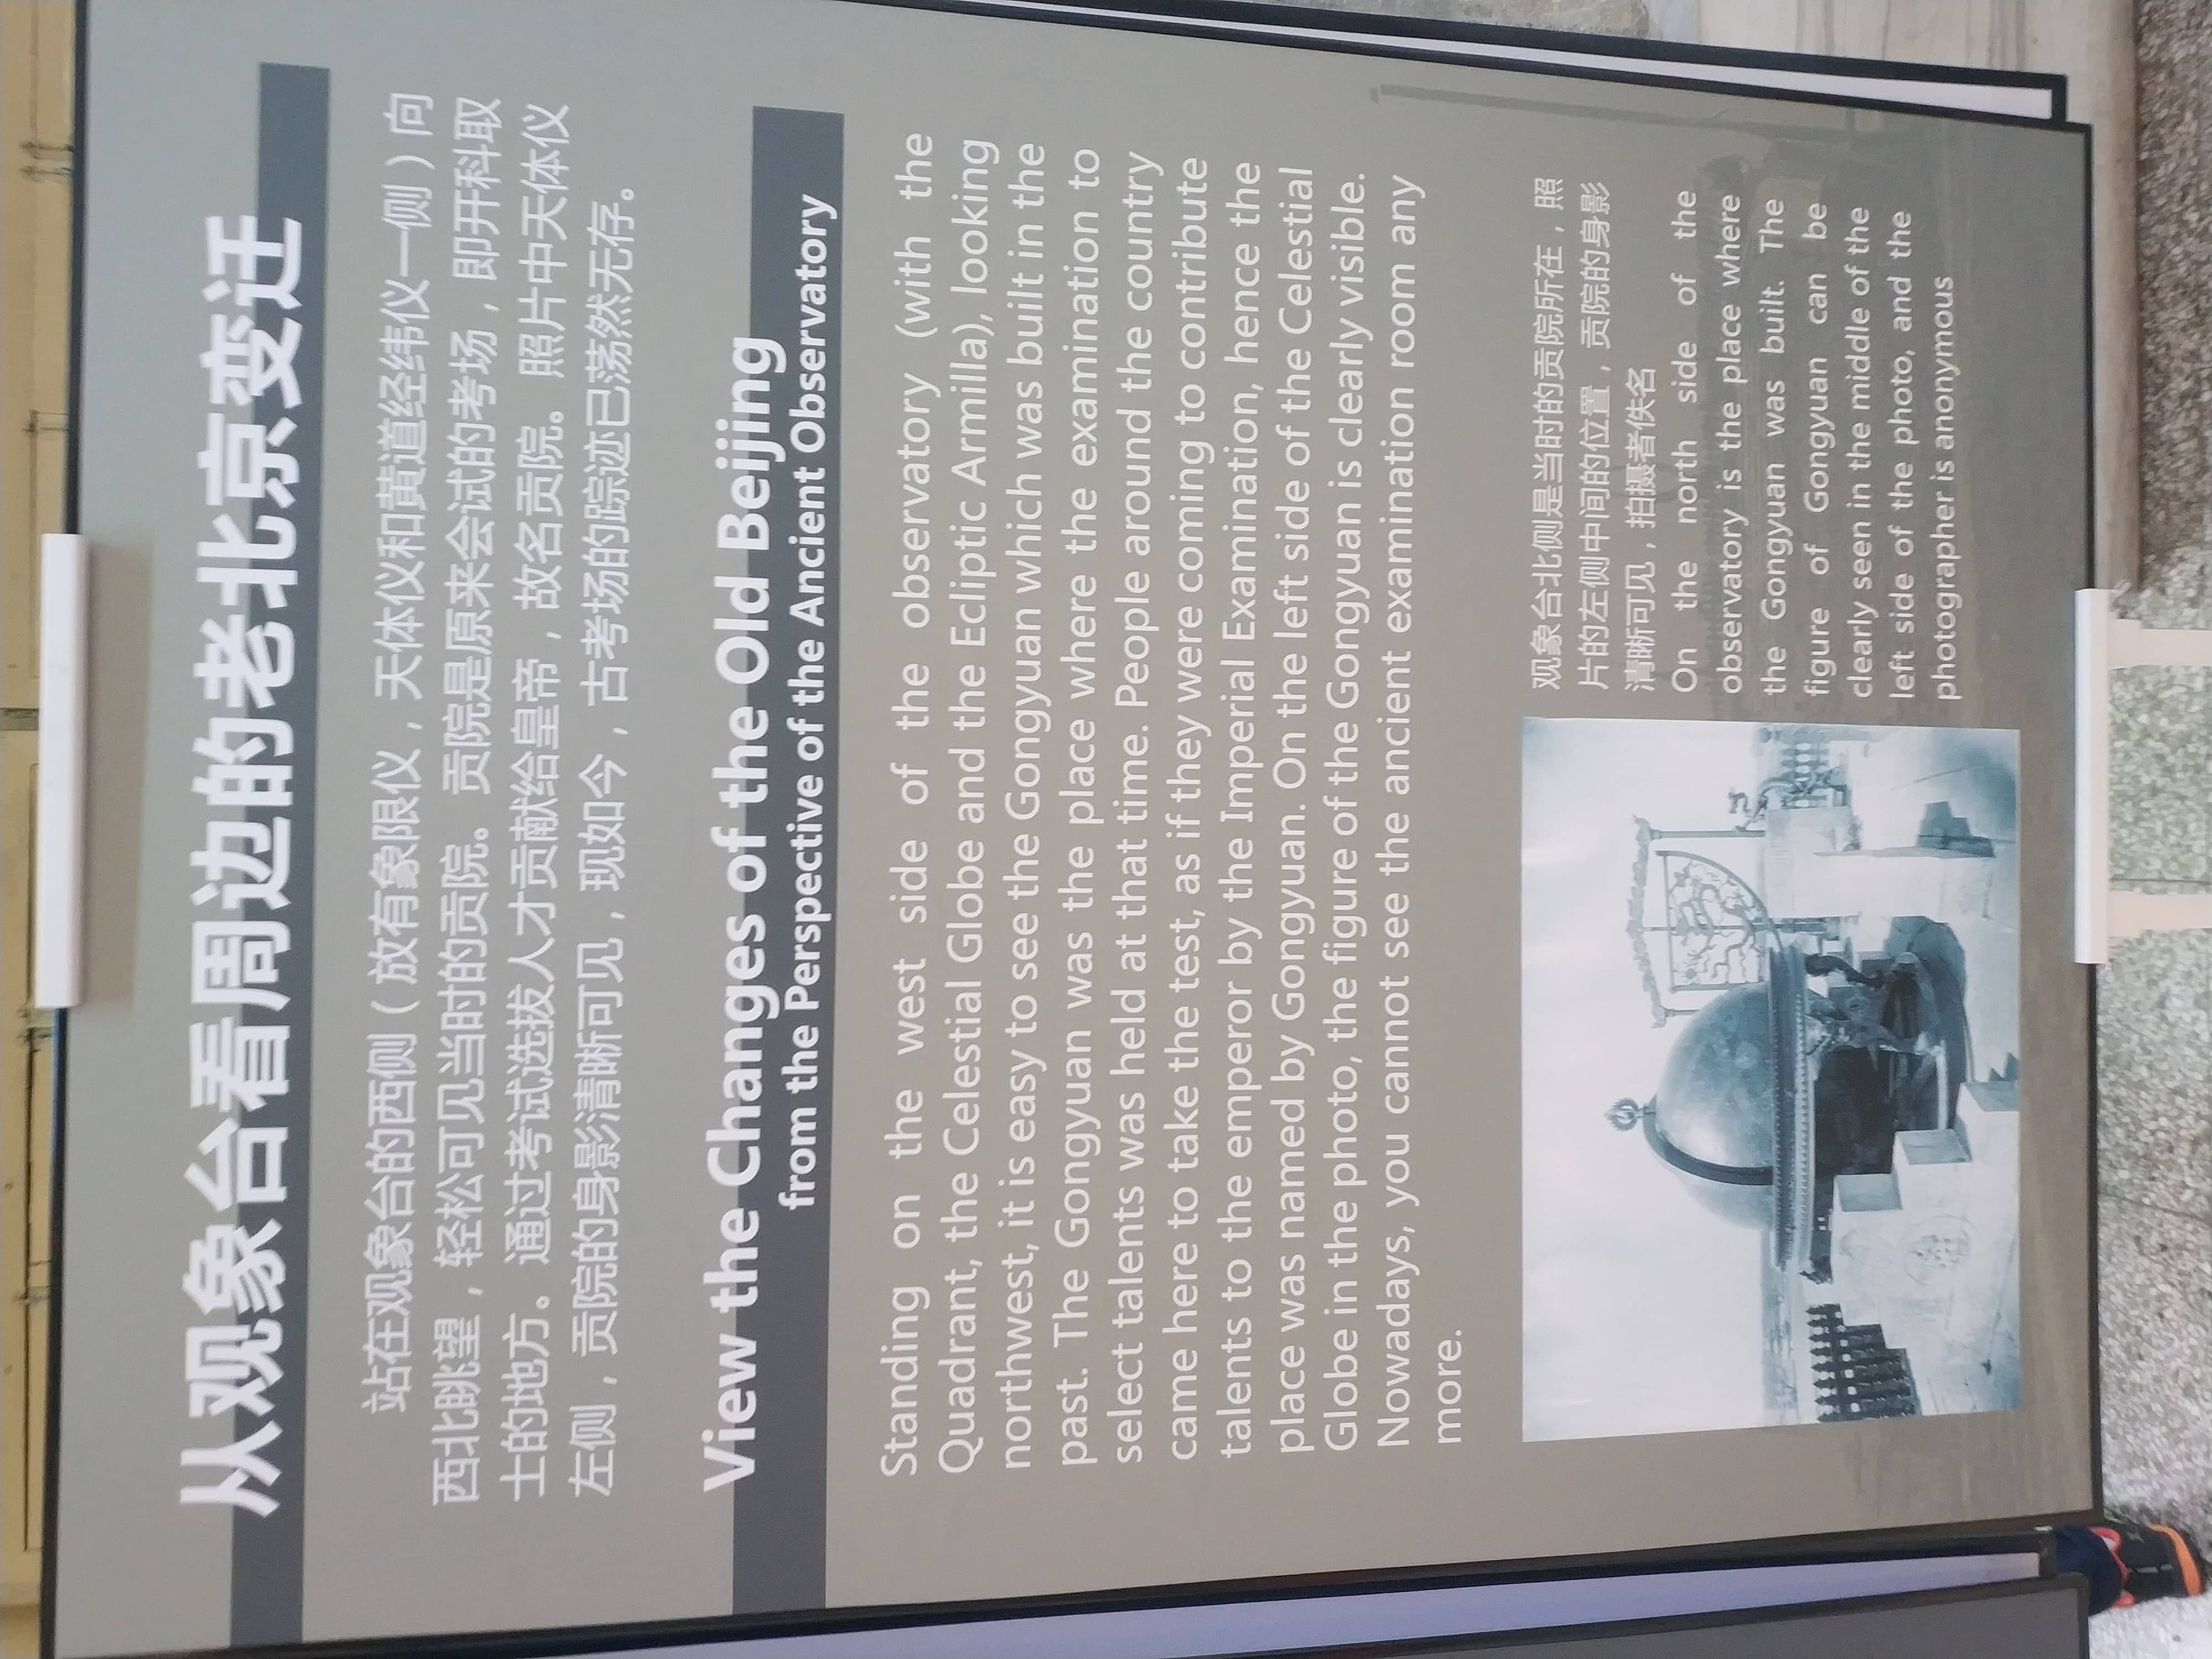 从观象台看周边的老北京变迁
站在观象台的西侧（放有象限仪，天体仪和黄道经纬仪一侧）向
西北眺望，轻松可见当时的贡院。贡院是原来会试的考场，即开科取
士的地方。通过考试选拔人才贡献给皇帝，故名贡院。照片中天体仪
左侧，贡院的身影清晰可见，现如今，古考场的踪迹已荡然无存。
View the Changes of the Old Beijing
from the Perspective of the Ancient Observatory
Standing on the west side of the observatory (with the
Quadrant, the Celestial Globe and the Ecliptic Armilla), looking
northwest, it is easy to see the Gongyuan which was built in the
past. The Gongyuan was the place where the examination to
select talents was held at that time. People around the country
came here to take the test, as if they were coming to contribute
talents to the emperor by the Imperial Examination, hence the
place was named by Gongyuan. On the left side of the Celestial
Globe in the photo, the figure of the Gongyuan is clearly visible.
Nowadays, you cannot see the ancient examination room any
more.
观象台北侧是当时的贡院所在，照
片的左侧中间的位置，贡院的身影
清晰可见，拍摄者佚名
On the north side of the
observatory is the place where
the Gongyuan was built. The
figure of Gongyuan can be
clearly seen in the middle of the
left side of the photo, and the
photographer is anonymous